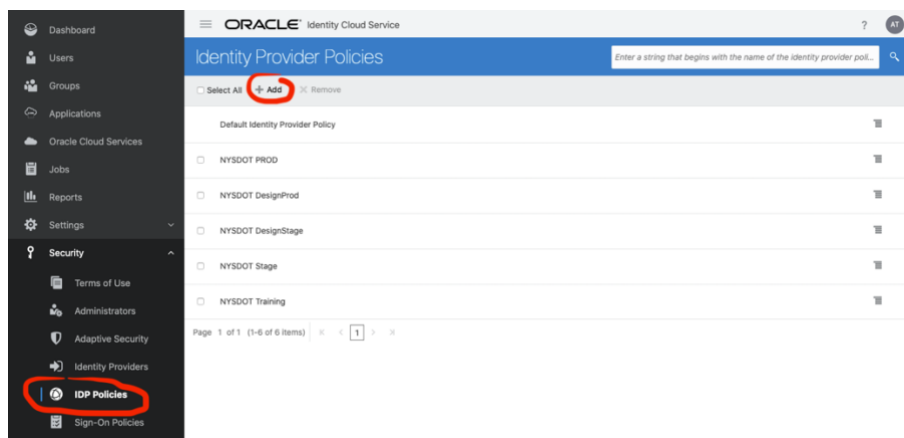 Dashboard
Users
Groups
Applications
Oracle Cloud Services
Jobs
Reports
Settings
Security
Terms of Use
Administrators
Adaptive Security
Identity Providers
IDP Policies
Sign-On Policies
ORACLE Identity Cloud Service
? AT
Identity Provider Policies
Enter a string that begins with the name of the identity provider poli...
Select All + Add × Remove
Default Identity Provider Policy
NYSDOT PROD
NYSDOT DesignProd
NYSDOT DesignStage
NYSDOT Stage
NYSDOT Training
Page 1 of 1 (1-6 of 6 items) 1